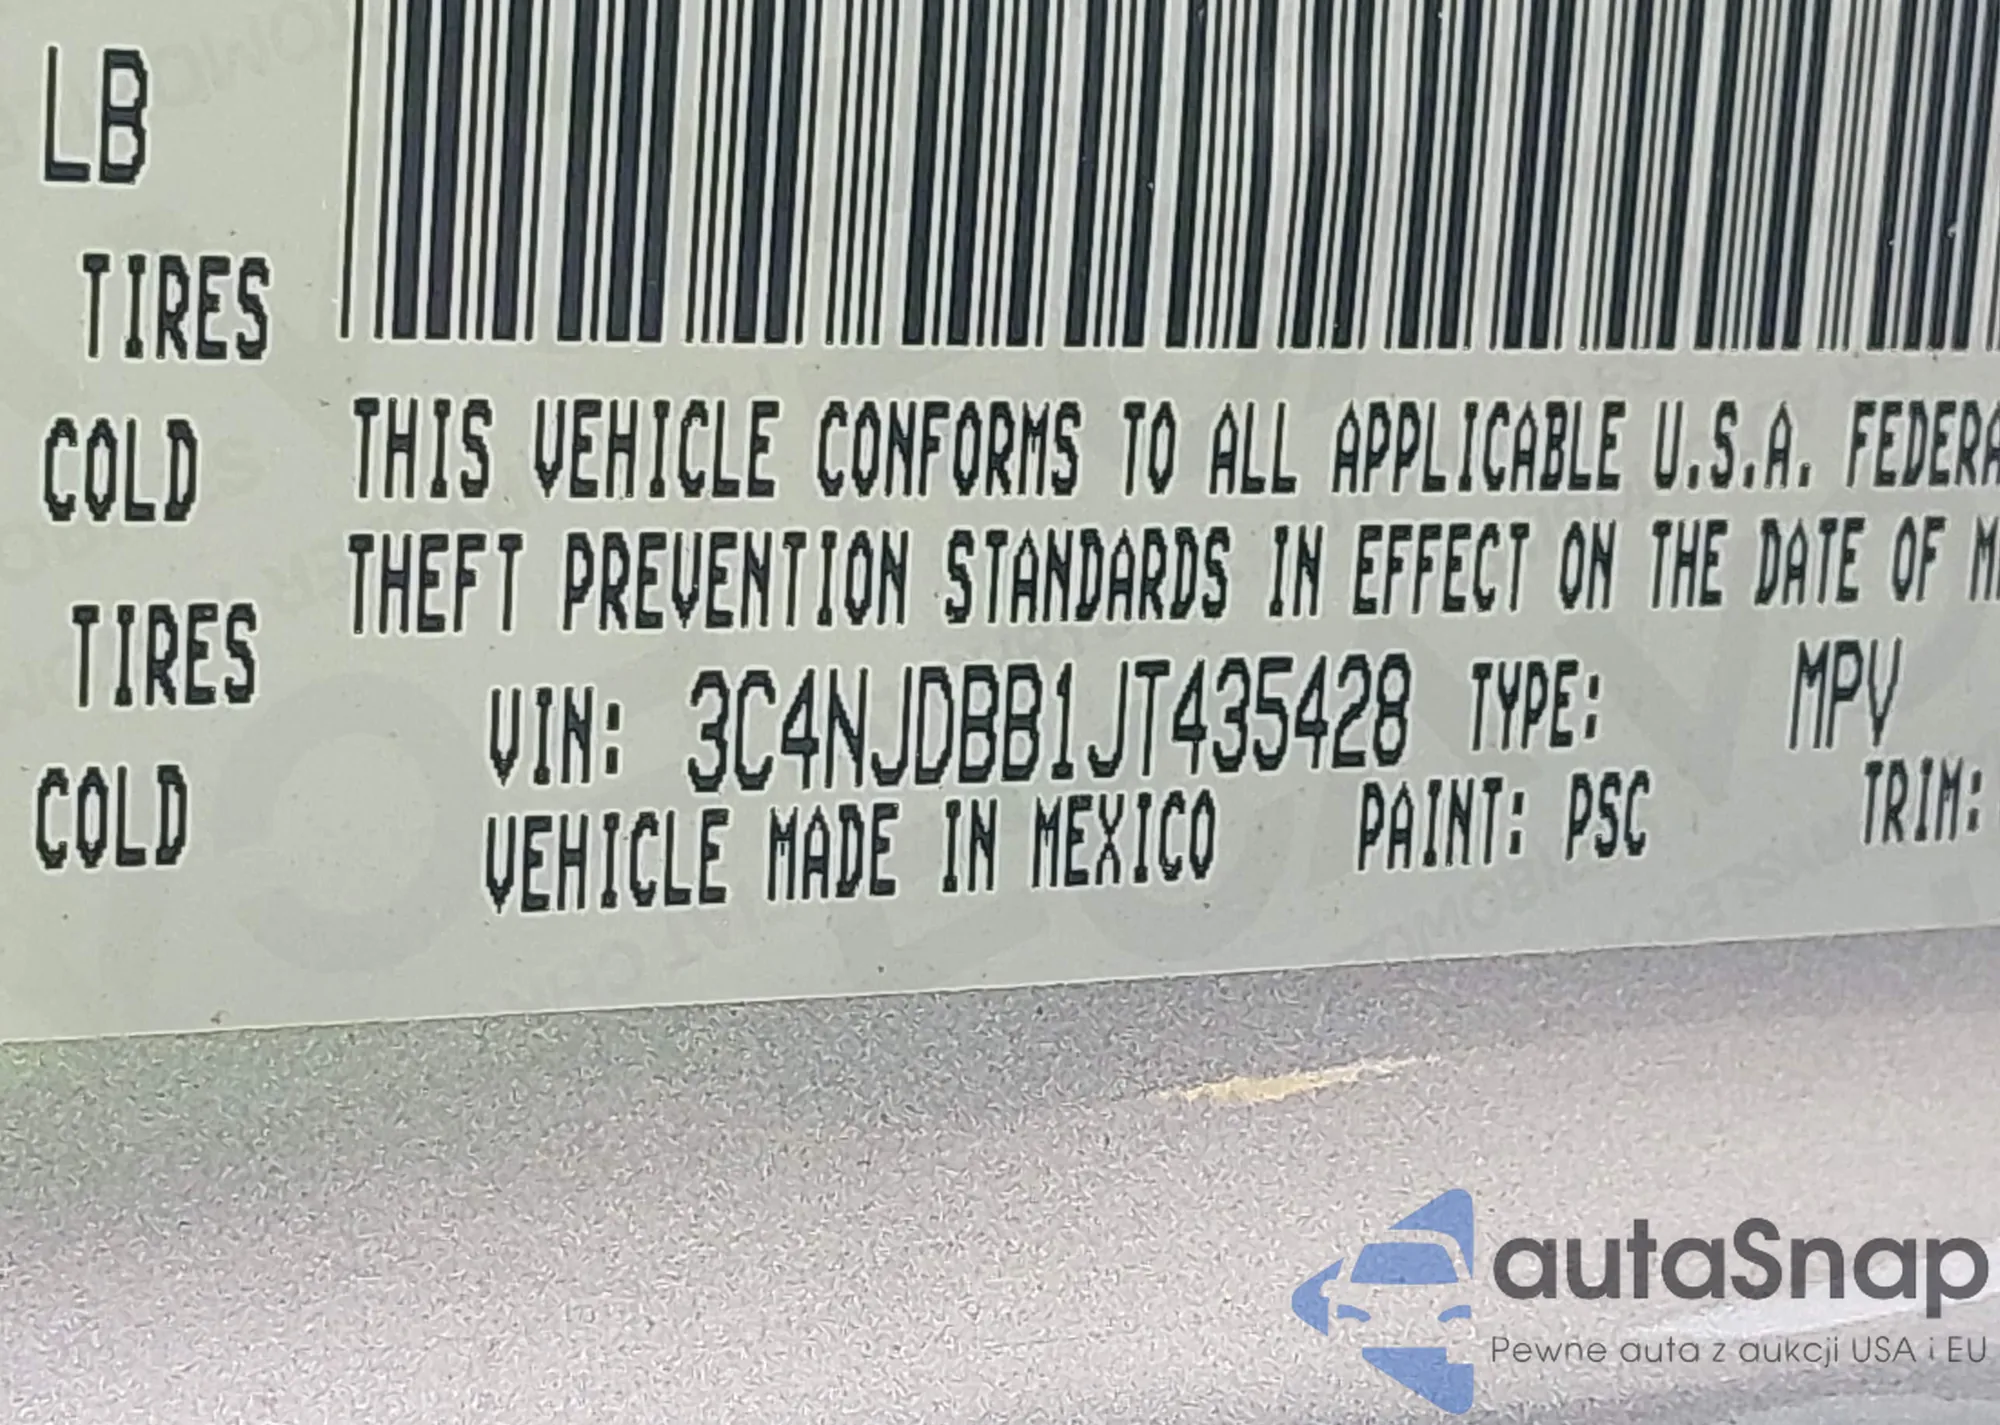 LB
TIRES
COLD
TIRES
COLD
THIS VEHICLE CONFORMS TO ALL APPLICABLE U.S.A. FEDERA
THEFT PREVENTION STANDARDS IN EFFECT ON THE DATE OF M
VIN: 3C4NJDBB1JT435428 TYPE: MPV
VEHICLE MADE IN MEXICO PAINT: PSC TRIM:
autaSnap
Pewne auta z aukcji USA i EU